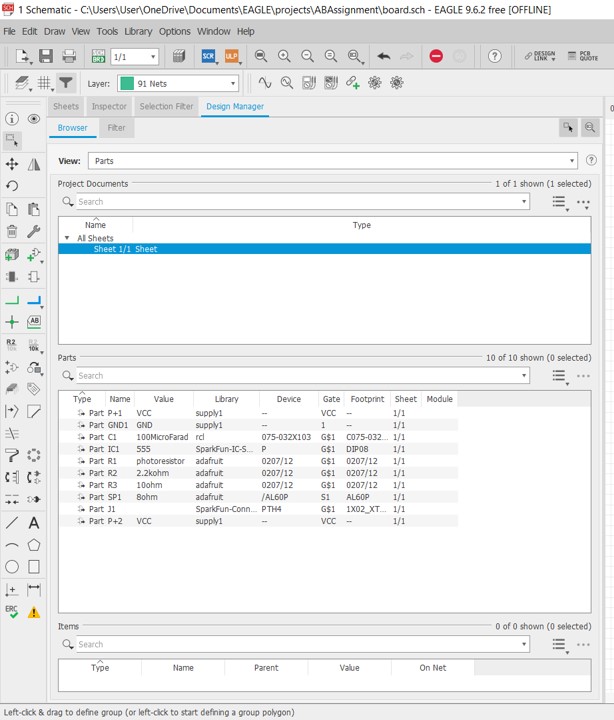 1 Schematic - C:\Users\User\OneDrive\Documents\EAGLE\projects\ABAssignment\board.sch - EAGLE 9.6.2 free [OFFLINE]
File Edit Draw View Tools Library Options Window Help
1/1 SCR ULP DESIGN LINK PCB QUOTE
Layer: 91 Nets
Sheets Inspector Selection Filter Design Manager
Browser Filter
View: Parts
Project Documents 1 of 1 shown (1 selected)
Search
Name Type
All Sheets
Sheet 1/1 Sheet
Parts 10 of 10 shown (0 selected)
Search
Type Name Value Library Device Gate Footprint Sheet Module
Part P+1 VCC supply1 -- VCC -- 1/1
Part GND1 GND supply1 -- 1 -- 1/1
Part C1 100MicroFarad rcl 075-032X103 G$1 C075-032... 1/1
Part IC1 555 SparkFun-IC-S... P G$1 DIP08 1/1
Part R1 photoresistor adafruit 0207/12 G$1 0207/12 1/1
Part R2 2.2kohm adafruit 0207/12 G$1 0207/12 1/1
Part R3 10ohm adafruit 0207/12 G$1 0207/12 1/1
Part SP1 8ohm adafruit /AL60P S1 AL60P 1/1
Part J1 SparkFun-Conn... PTH4 G$1 1X02_XT... 1/1
Part P+2 VCC supply1 -- VCC -- 1/1
Items 0 of 0 shown (0 selected)
Search
Type Name Parent Value On Net
Left-click & drag to define group (or left-click to start defining a group polygon)